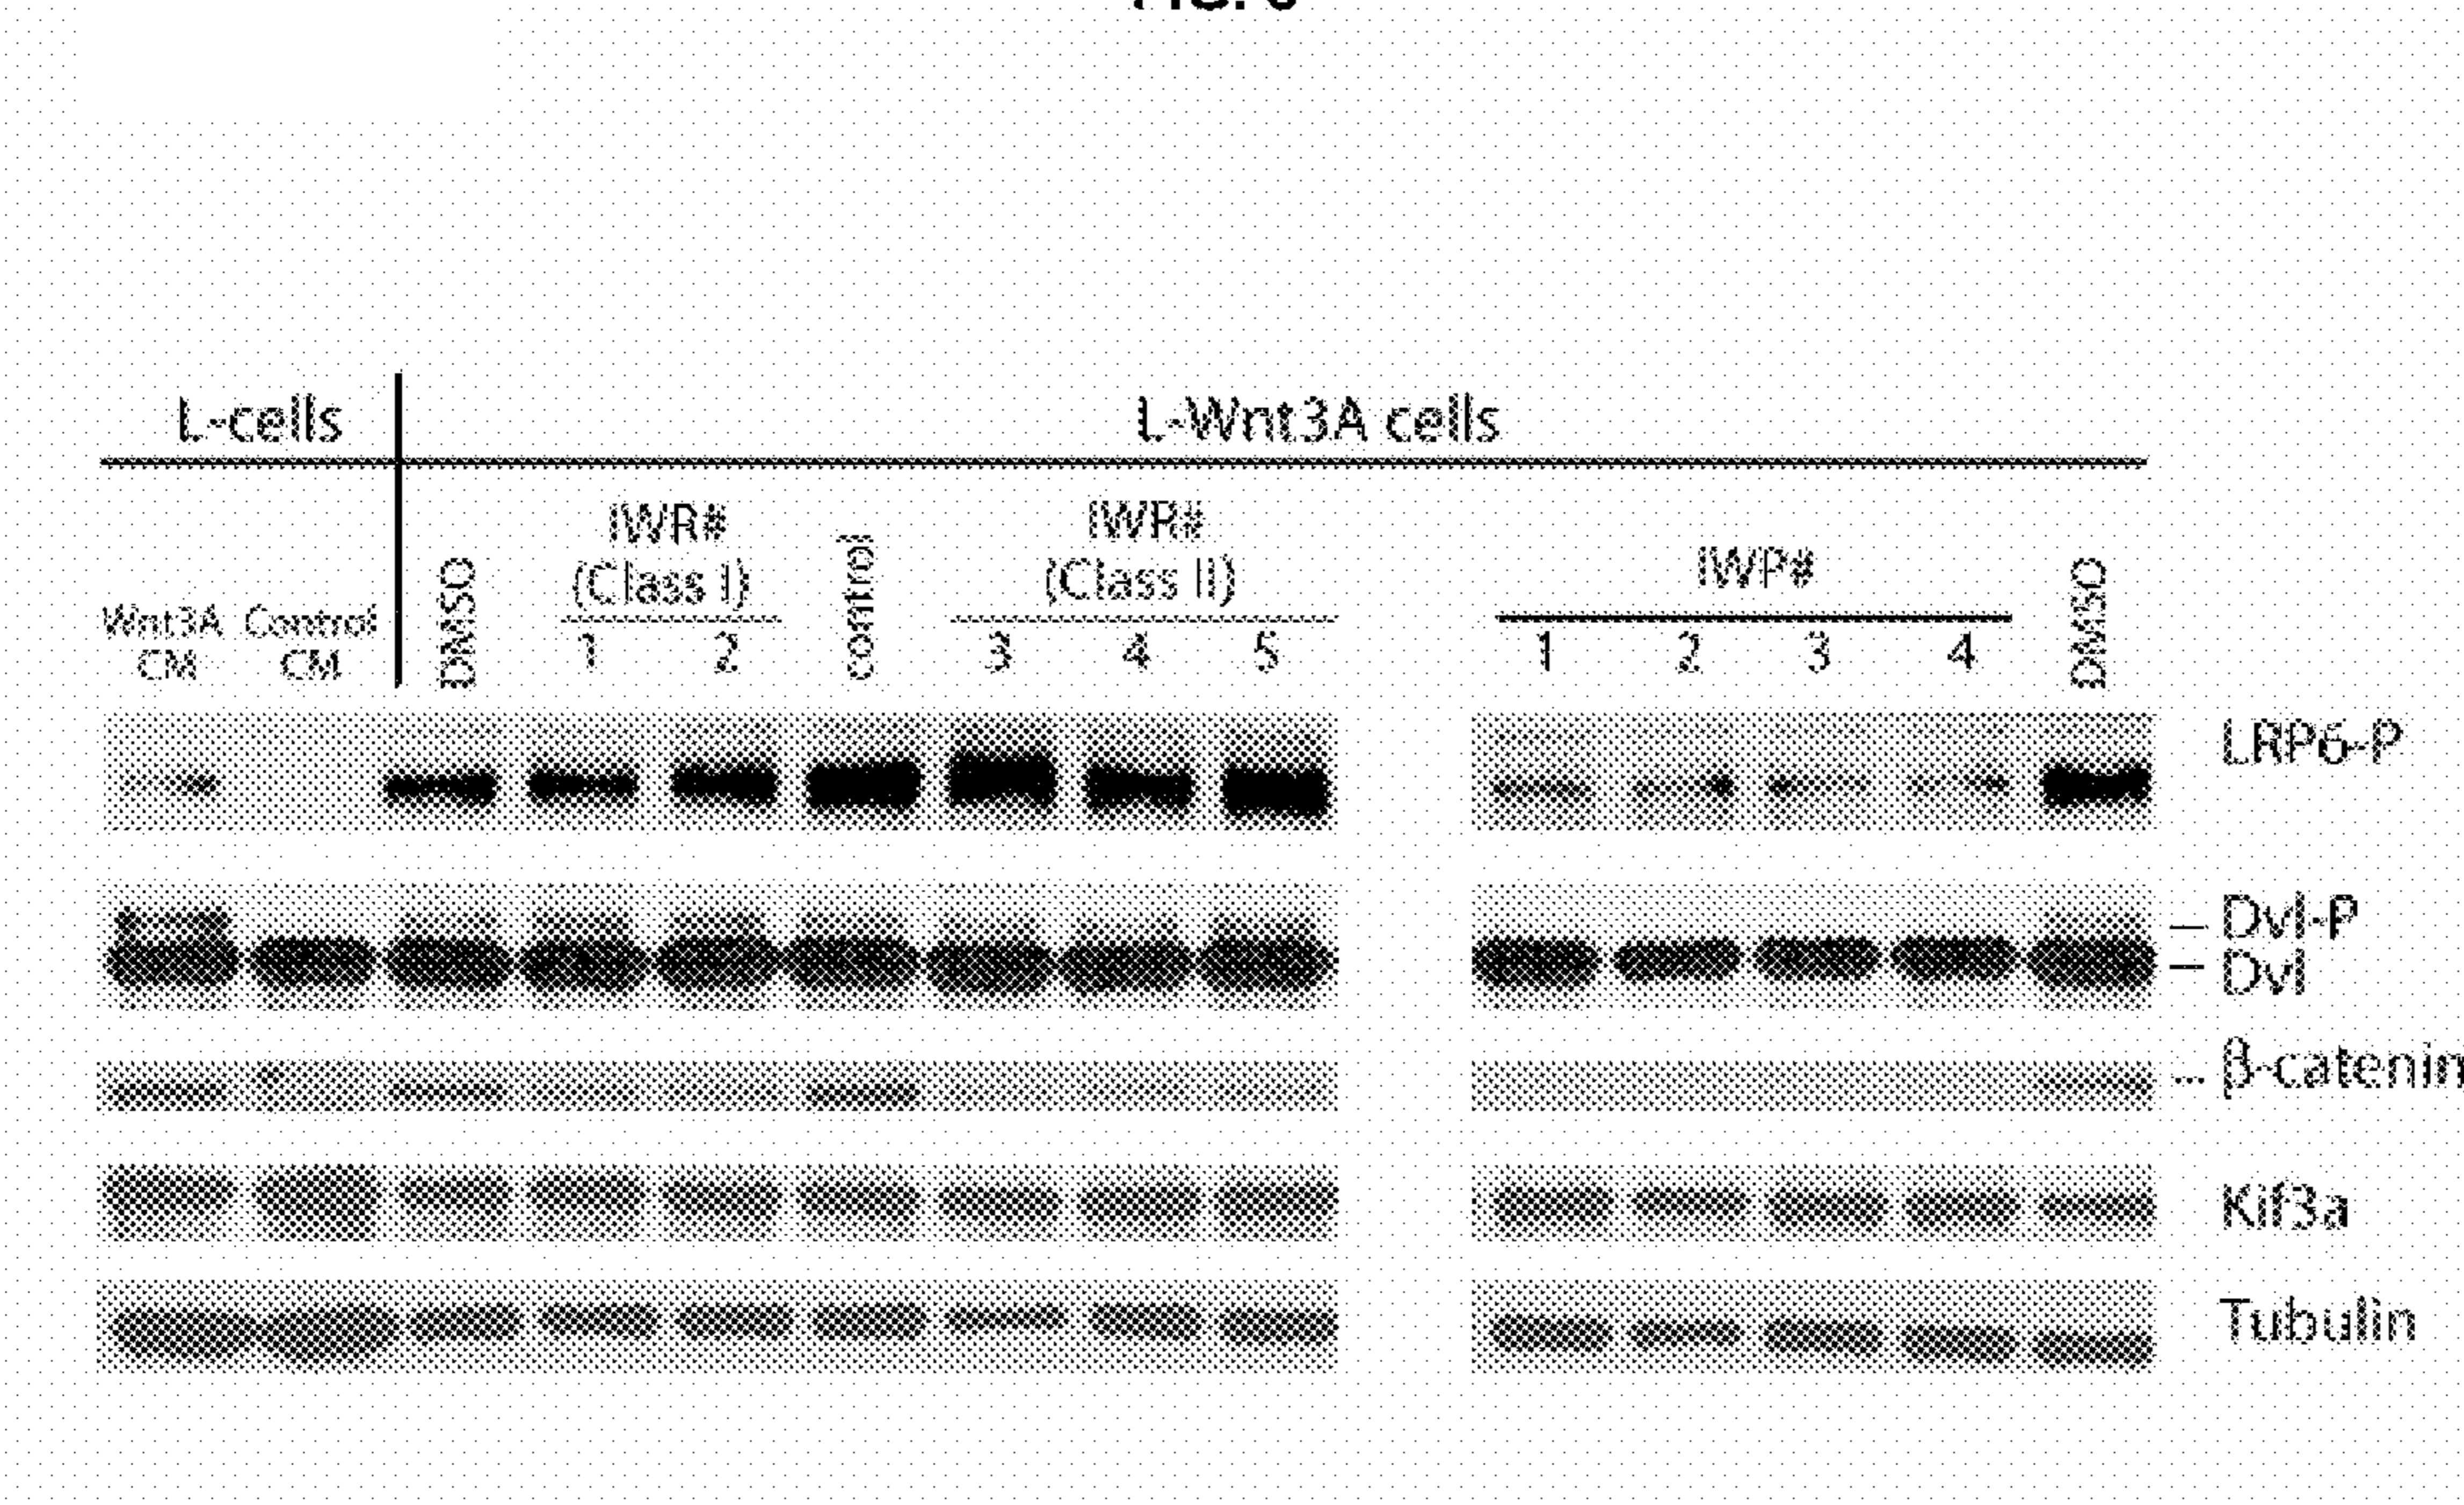 L-cells
L-Wnt3A cells
IWR#
(Class I)
IWR#
(Class II)
IWP#
Wnt3A
CM
Control
CM
DMSO
1 2
control
3 4 5
1 2 3 4
DMSO
LRP6-P
Dvl-P
Dvl
β-catenin
Kif3a
Tubulin